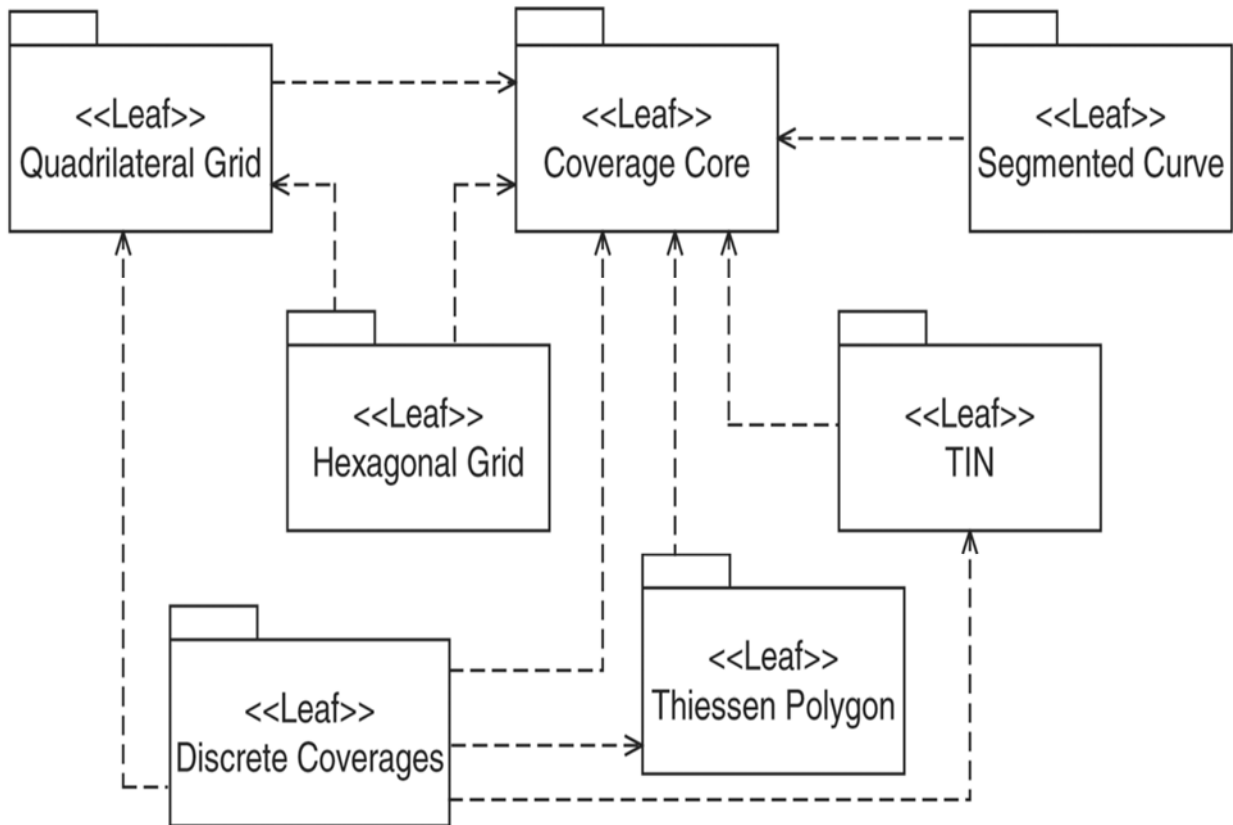 <<Leaf>>
Quadrilateral Grid
<<Leaf>>
Coverage Core
<<Leaf>>
Segmented Curve
<<Leaf>>
Hexagonal Grid
<<Leaf>>
TIN
<<Leaf>>
Discrete Coverages
<<Leaf>>
Thiessen Polygon